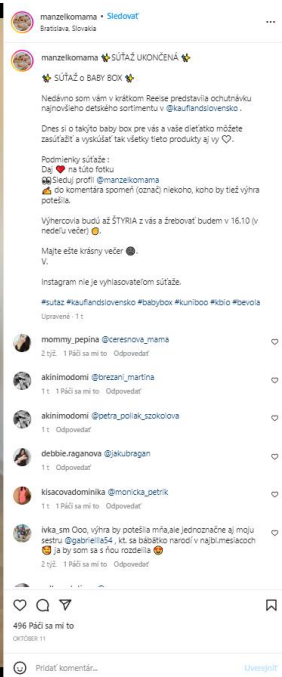 manzelkomama • Sledovať
Bratislava, Slovakia
manzelkomama ✨SÚŤAŽ UKONČENÁ ✨
✨ SÚŤAŽ o BABY BOX ✨
Nedávno som vám v krátkom Reelse predstavila ochutnávku
najnovšieho detského sortimentu v @kauflandslovensko .
Dnes si o takýto baby box pre vás a vaše dieťatko môžete
zasúťažiť a vyskúšať tak všetky tieto produkty aj vy 🤍.
Podmienky súťaže :
Daj ❤️ na túto fotku
Sleduj profil @manzelkomama
✍️ do komentára spomeň (označ) niekoho, koho by tiež výhra
potešila.
Výhercovia budú až ŠTYRIA z vás a žrebovať budem v 16.10 (v
nedeľu večer) 😊.
Majte ešte krásny večer .
V.
Instagram nie je vyhlasovateľom súťaže.
#sutaz #kauflandslovensko #babybox #kuniboo #kbio #bevola
Upravené · 1 t
mommy_pepina @ceresnova_mama
2 týž. 1 Páči sa mi to Odpovedať
akinimodomi @brezani_martina
1 t 1 Páči sa mi to Odpovedať
akinimodomi @petra_pollak_szokolova
1 t Odpovedať
debbie.raganova @jakubragan
1 t Odpovedať
kisacovadominika @monicka_petrik
1 t 1 Páči sa mi to Odpovedať
ivka_sm Ooo, výhra by potešila mňa,ale jednoznačne aj moju
sestru @gabriellla54 , kt. sa bábätko narodí v najbl.mesiacoch
🥰 ja by som sa s ňou rozdelila 😍
2 týž. 1 Páči sa mi to Odpovedať
496 Páči sa mi to
OKTÓBER 11
Pridať komentár...
Uverejniť